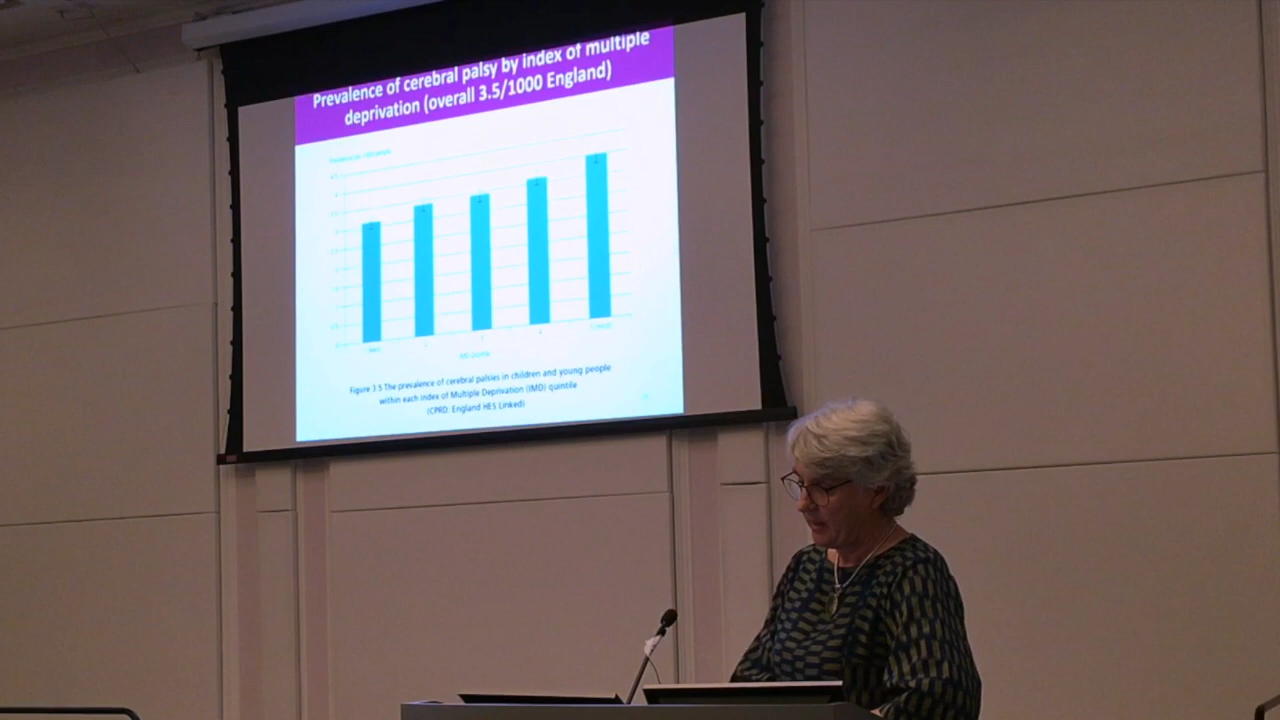 Prevalence of cerebral palsy by index of multiple
deprivation (overall 3.5/1000 England)
IMD Quintile
Figure 3.5 The prevalence of cerebral palsies in children and young people
within each index of Multiple Deprivation (IMD) quintile
(CPRD: England HES Linked)